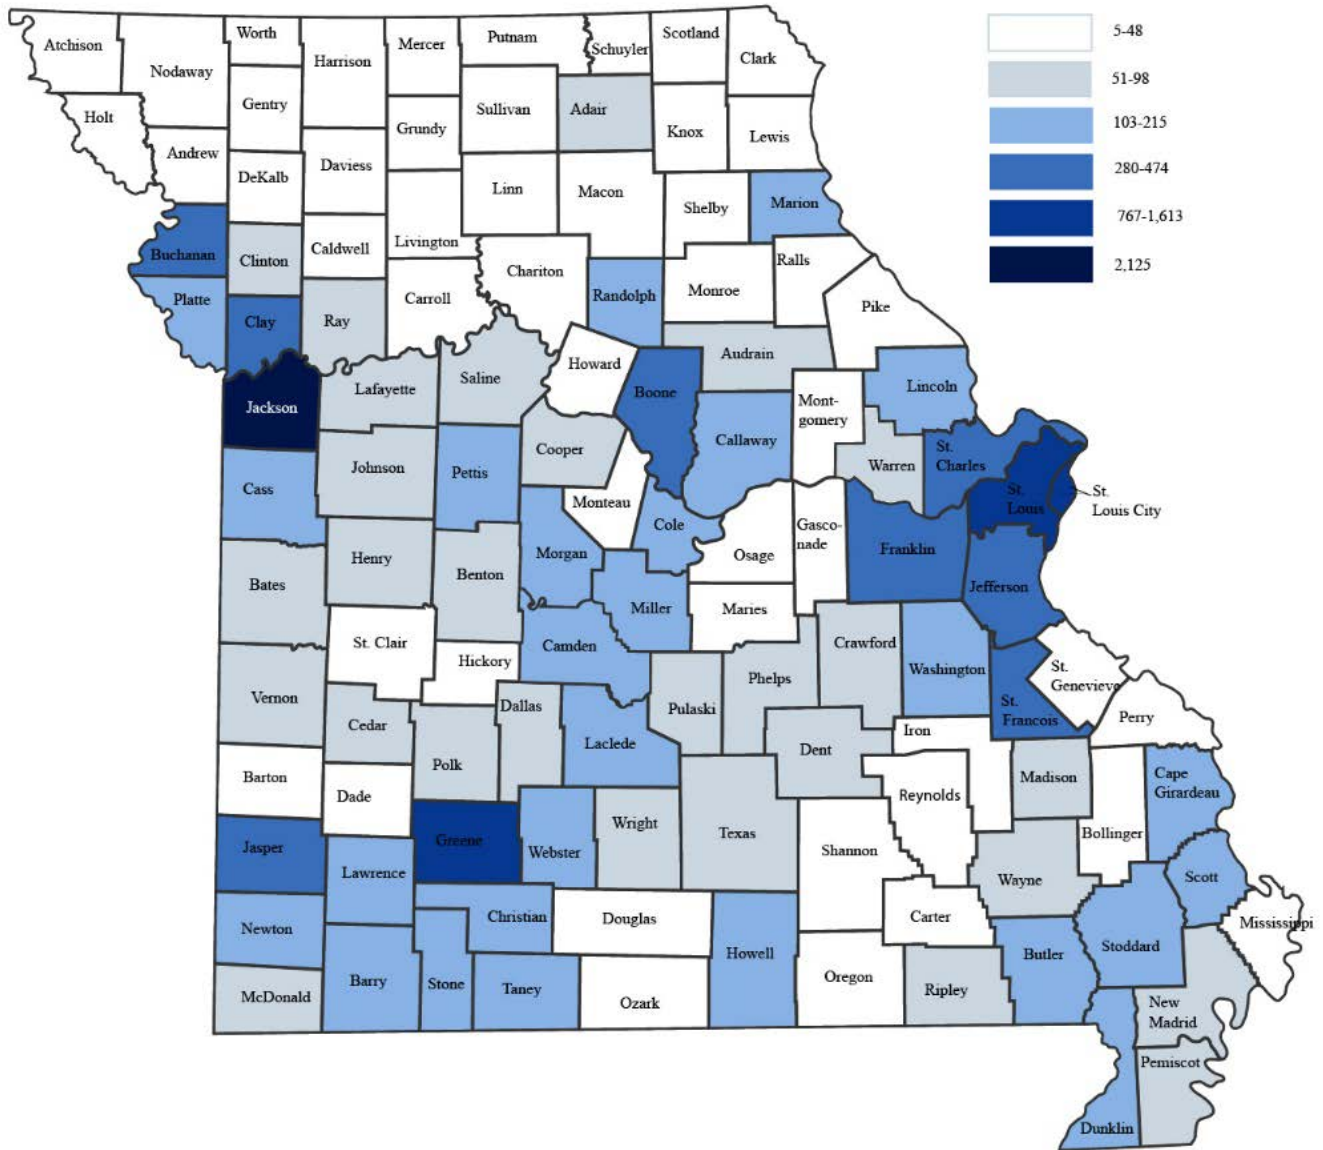 Atchison
Nodaway
Worth
Harrison
Mercer
Putnam
Schuyler
Scotland
Clark
5-48
51-98
103-215
280-474
767-1,613
2,125
Holt
Gentry
Grundy
Sullivan
Adair
Knox
Lewis
Andrew
DeKalb
Daviess
Linn
Macon
Shelby
Marion
Buchanan
Clinton
Caldwell
Livington
Chariton
Ralls
Platte
Clay
Ray
Carroll
Randolph
Monroe
Pike
Jackson
Lafayette
Saline
Howard
Boone
Audrain
Mont-
gomery
Lincoln
Cass
Johnson
Pettis
Cooper
Callaway
Warren
St.
Charles
St.
Louis
St.
Louis City
Monteau
Cole
Bates
Henry
Benton
Morgan
Miller
Osage
Gasco-
nade
Franklin
Jefferson
Maries
St. Clair
Hickory
Camden
Crawford
Washington
St.
Genevieve
Vernon
Cedar
Dallas
Pulaski
Phelps
St.
Francois
Perry
Polk
Laclede
Dent
Iron
Barton
Dade
Madison
Cape
Girardeau
Reynolds
Jasper
Greene
Webster
Wright
Texas
Shannon
Bollinger
Lawrence
Wayne
Scott
Newton
Christian
Douglas
Howell
Carter
Butler
Stoddard
Mississippi
McDonald
Barry
Stone
Taney
Ozark
Oregon
Ripley
New
Madrid
Pemiscot
Dunklin